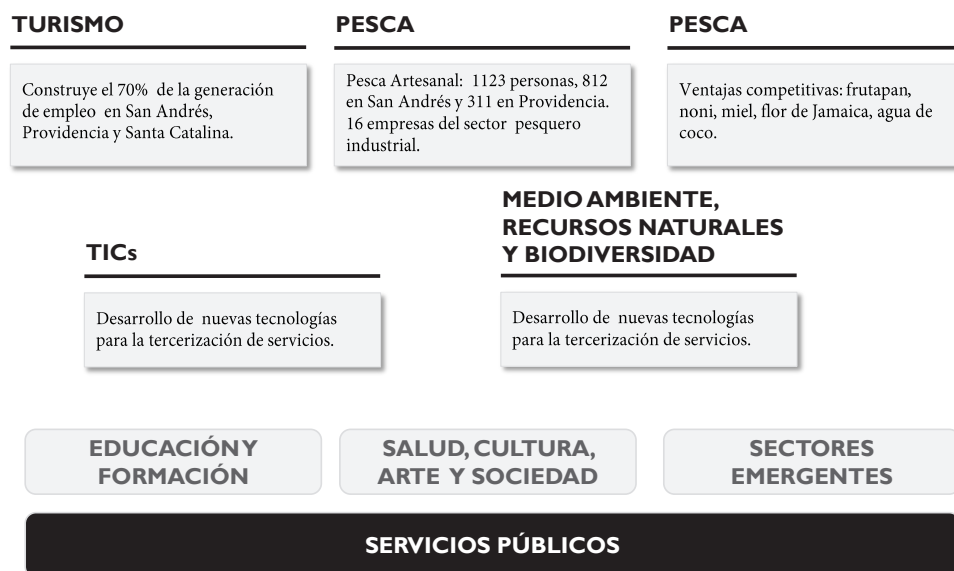 TURISMO
Construye el 70% de la generación
de empleo en San Andrés,
Providencia y Santa Catalina.
PESCA
Pesca Artesanal: 1123 personas, 812
en San Andrés y 311 en Providencia.
16 empresas del sector pesquero
industrial.
PESCA
Ventajas competitivas: frutapan,
noni, miel, flor de Jamaica, agua de
coco.
TICs
Desarrollo de nuevas tecnologías
para la tercerización de servicios.
MEDIO AMBIENTE,
RECURSOS NATURALES
Y BIODIVERSIDAD
Desarrollo de nuevas tecnologías
para la tercerización de servicios.
EDUCACIÓN Y
FORMACIÓN
SALUD, CULTURA,
ARTE Y SOCIEDAD
SECTORES
EMERGENTES
SERVICIOS PÚBLICOS